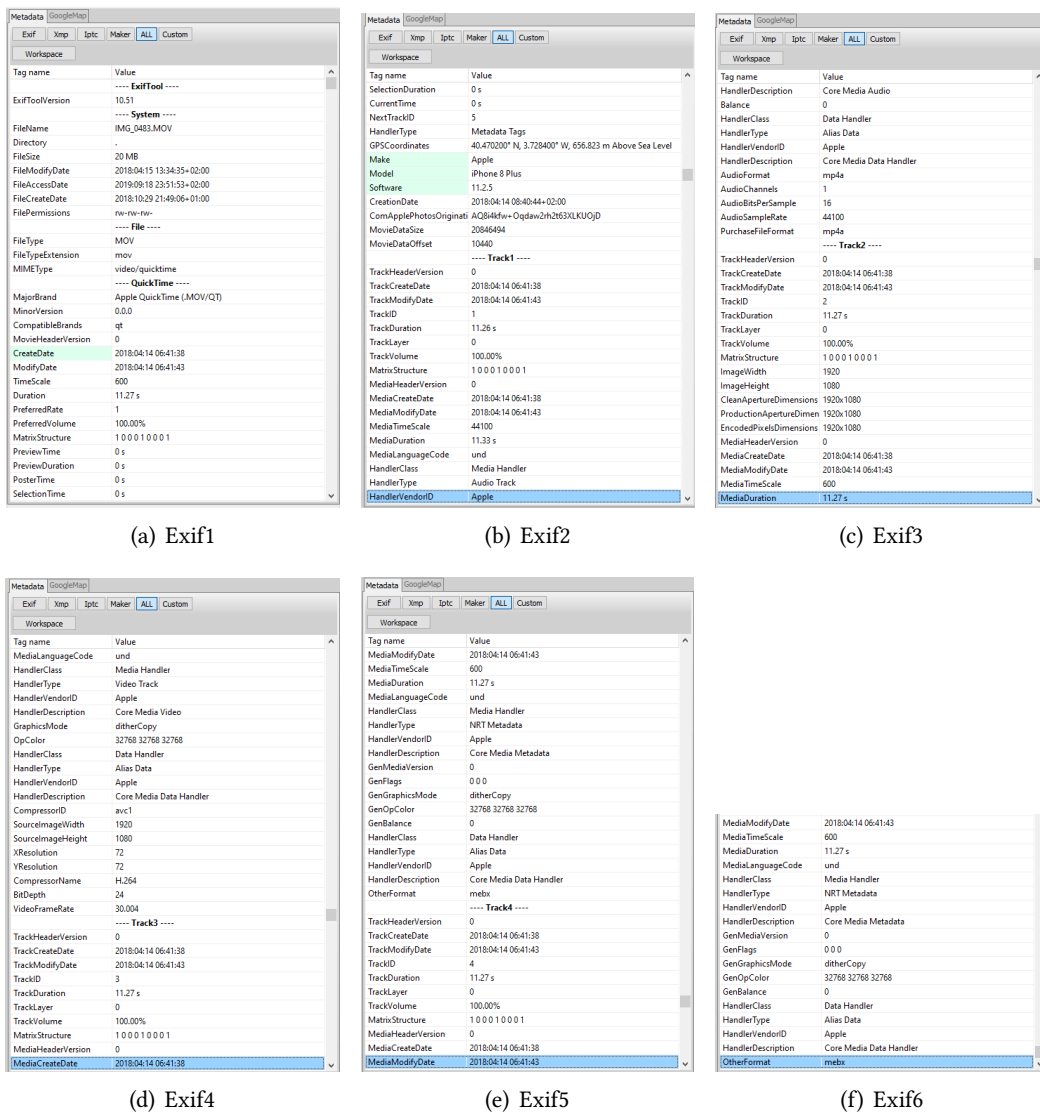 Metadata GoogleMap
Exif Xmp Iptc Maker ALL Custom
Workspace
Tag name Value
---- ExifTool ----
ExifToolVersion 10.51
---- System ----
FileName IMG_0483.MOV
Directory .
FileSize 20 MB
FileModifyDate 2018:04:15 13:34:35+02:00
FileAccessDate 2019:09:18 23:51:53+02:00
FileCreateDate 2018:10:29 21:49:06+01:00
FilePermissions rw-rw-rw-
---- File ----
FileType MOV
FileTypeExtension mov
MIMEType video/quicktime
---- QuickTime ----
MajorBrand Apple QuickTime (.MOV/QT)
MinorVersion 0.0.0
CompatibleBrands qt
MovieHeaderVersion 0
CreateDate 2018:04:14 06:41:38
ModifyDate 2018:04:14 06:41:43
TimeScale 600
Duration 11.27 s
PreferredRate 1
PreferredVolume 100.00%
MatrixStructure 1 0 0 0 1 0 0 0 1
PreviewTime 0 s
PreviewDuration 0 s
PosterTime 0 s
SelectionTime 0 s
(a) Exif1
Metadata GoogleMap
Exif Xmp Iptc Maker ALL Custom
Workspace
Tag name Value
SelectionDuration 0 s
CurrentTime 0 s
NextTrackID 5
HandlerType Metadata Tags
GPSCoordinates 40.470200° N, 3.728400° W, 656.823 m Above Sea Level
Make Apple
Model iPhone 8 Plus
Software 11.2.5
CreationDate 2018:04:14 08:40:44+02:00
ComApplePhotosOriginati AQ8i4kfw+Oqdaw2rh2t63XLKUOjD
MovieDataSize 20846494
MovieDataOffset 10440
---- Track1 ----
TrackHeaderVersion 0
TrackCreateDate 2018:04:14 06:41:38
TrackModifyDate 2018:04:14 06:41:43
TrackID 1
TrackDuration 11.26 s
TrackLayer 0
TrackVolume 100.00%
MatrixStructure 1 0 0 0 1 0 0 0 1
MediaHeaderVersion 0
MediaCreateDate 2018:04:14 06:41:38
MediaModifyDate 2018:04:14 06:41:43
MediaTimeScale 44100
MediaDuration 11.33 s
MediaLanguageCode und
HandlerClass Media Handler
HandlerType Audio Track
HandlerVendorID Apple
(b) Exif2
Metadata GoogleMap
Exif Xmp Iptc Maker ALL Custom
Workspace
Tag name Value
HandlerDescription Core Media Audio
Balance 0
HandlerClass Data Handler
HandlerType Alias Data
HandlerVendorID Apple
HandlerDescription Core Media Data Handler
AudioFormat mp4a
AudioChannels 1
AudioBitsPerSample 16
AudioSampleRate 44100
PurchaseFileFormat mp4a
---- Track2 ----
TrackHeaderVersion 0
TrackCreateDate 2018:04:14 06:41:38
TrackModifyDate 2018:04:14 06:41:43
TrackID 2
TrackDuration 11.27 s
TrackLayer 0
TrackVolume 100.00%
MatrixStructure 1 0 0 0 1 0 0 0 1
ImageWidth 1920
ImageHeight 1080
CleanApertureDimensions 1920x1080
ProductionApertureDimen 1920x1080
EncodedPixelsDimensions 1920x1080
MediaHeaderVersion 0
MediaCreateDate 2018:04:14 06:41:38
MediaModifyDate 2018:04:14 06:41:43
MediaTimeScale 600
MediaDuration 11.27 s
(c) Exif3
Metadata GoogleMap
Exif Xmp Iptc Maker ALL Custom
Workspace
Tag name Value
MediaLanguageCode und
HandlerClass Media Handler
HandlerType Video Track
HandlerVendorID Apple
HandlerDescription Core Media Video
GraphicsMode ditherCopy
OpColor 32768 32768 32768
HandlerClass Data Handler
HandlerType Alias Data
HandlerVendorID Apple
HandlerDescription Core Media Data Handler
CompressorID avc1
SourceImageWidth 1920
SourceImageHeight 1080
XResolution 72
YResolution 72
CompressorName H.264
BitDepth 24
VideoFrameRate 30.004
---- Track3 ----
TrackHeaderVersion 0
TrackCreateDate 2018:04:14 06:41:38
TrackModifyDate 2018:04:14 06:41:43
TrackID 3
TrackDuration 11.27 s
TrackLayer 0
TrackVolume 100.00%
MatrixStructure 1 0 0 0 1 0 0 0 1
MediaHeaderVersion 0
MediaCreateDate 2018:04:14 06:41:38
(d) Exif4
Metadata GoogleMap
Exif Xmp Iptc Maker ALL Custom
Workspace
Tag name Value
MediaModifyDate 2018:04:14 06:41:43
MediaTimeScale 600
MediaDuration 11.27 s
MediaLanguageCode und
HandlerClass Media Handler
HandlerType NRT Metadata
HandlerVendorID Apple
HandlerDescription Core Media Metadata
GenMediaVersion 0
GenFlags 0 0 0
GenGraphicsMode ditherCopy
GenOpColor 32768 32768 32768
GenBalance 0
HandlerClass Data Handler
HandlerType Alias Data
HandlerVendorID Apple
HandlerDescription Core Media Data Handler
OtherFormat mebx
---- Track4 ----
TrackHeaderVersion 0
TrackCreateDate 2018:04:14 06:41:38
TrackModifyDate 2018:04:14 06:41:43
TrackID 4
TrackDuration 11.27 s
TrackLayer 0
TrackVolume 100.00%
MatrixStructure 1 0 0 0 1 0 0 0 1
MediaHeaderVersion 0
MediaCreateDate 2018:04:14 06:41:38
MediaModifyDate 2018:04:14 06:41:43
(e) Exif5
MediaModifyDate 2018:04:14 06:41:43
MediaTimeScale 600
MediaDuration 11.27 s
MediaLanguageCode und
HandlerClass Media Handler
HandlerType NRT Metadata
HandlerVendorID Apple
HandlerDescription Core Media Metadata
GenMediaVersion 0
GenFlags 0 0 0
GenGraphicsMode ditherCopy
GenOpColor 32768 32768 32768
GenBalance 0
HandlerClass Data Handler
HandlerType Alias Data
HandlerVendorID Apple
HandlerDescription Core Media Data Handler
OtherFormat mebx
(f) Exif6